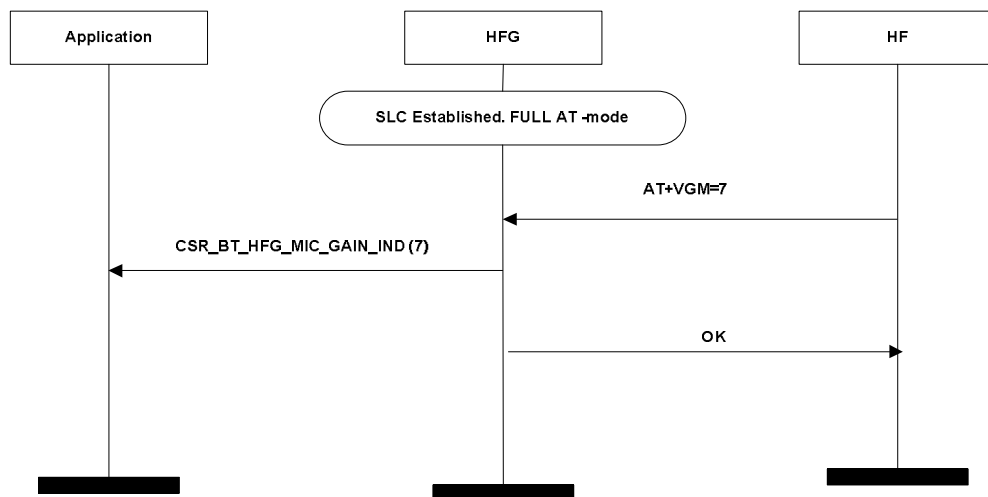 Application
HFG
HF
SLC Established. FULL AT -mode
AT+VGM=7
CSR_BT_HFG_MIC_GAIN_IND (7)
OK